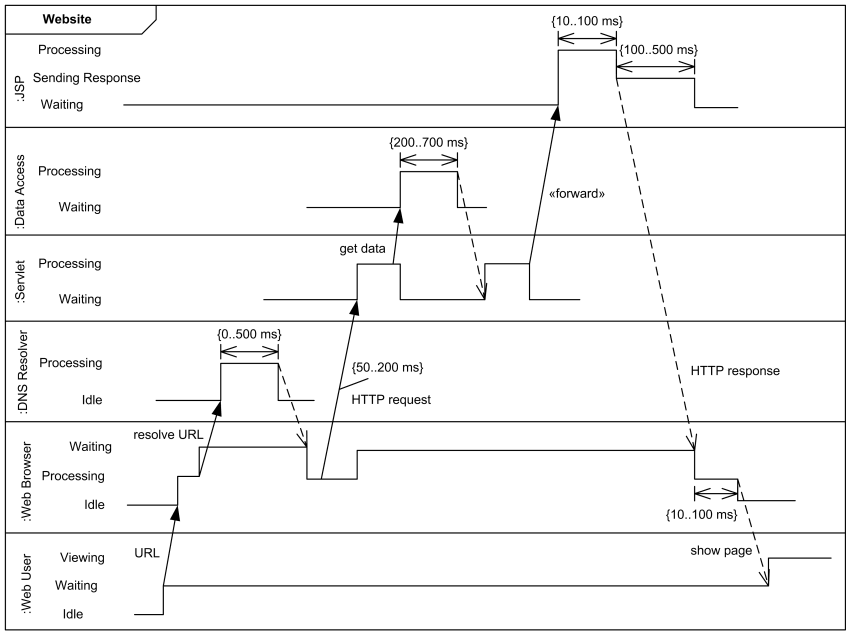 Website
{10..100 ms}
{100..500 ms}
:JSP
Processing
Sending Response
Waiting
:Data Access
{200..700 ms}
Processing
Waiting
«forward»
get data
:Servlet
Processing
Waiting
:DNS Resolver
{0..500 ms}
Processing
Idle
{50..200 ms}
HTTP request
HTTP response
:Web Browser
resolve URL
Waiting
Processing
Idle
{10..100 ms}
:Web User
URL
show page
Viewing
Waiting
Idle